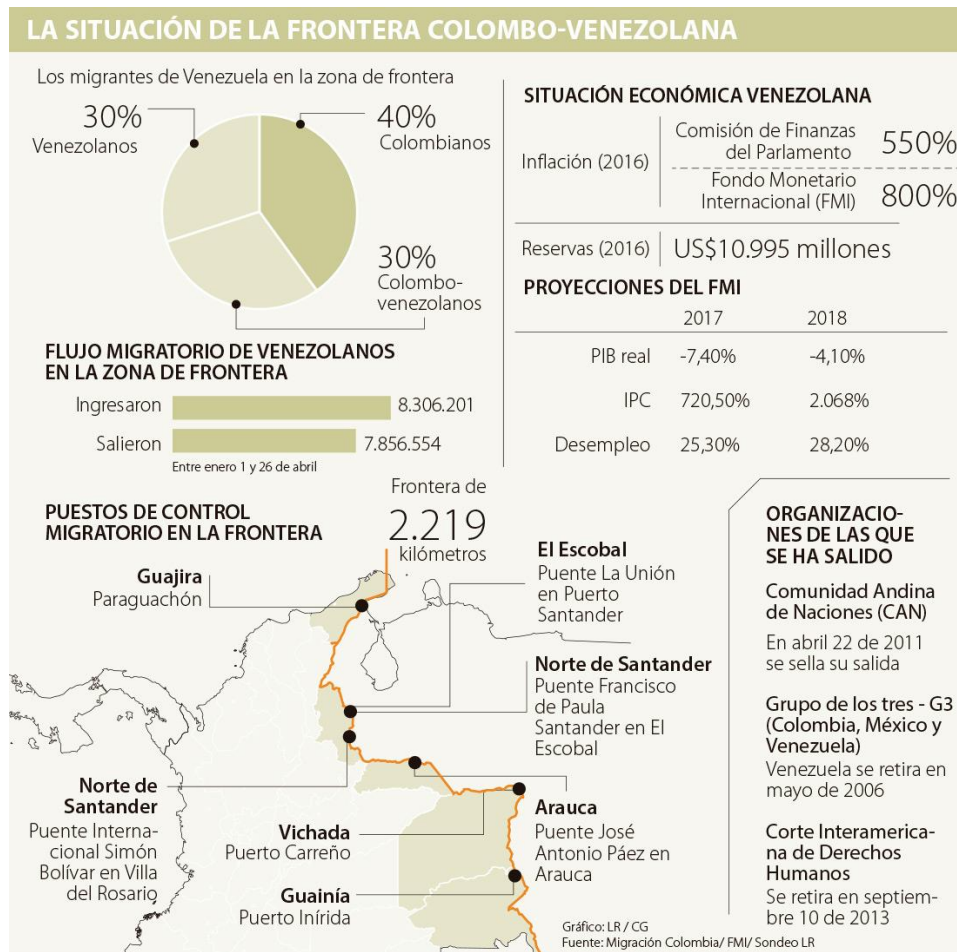 LA SITUACIÓN DE LA FRONTERA COLOMBO-VENEZOLANA
Los migrantes de Venezuela en la zona de frontera
30%
Venezolanos
40%
Colombianos
30%
Colombo-
venezolanos
FLUJO MIGRATORIO DE VENEZOLANOS
EN LA ZONA DE FRONTERA
Ingresaron 8.306.201
Salieron 7.856.554
Entre enero 1 y 26 de abril
SITUACIÓN ECONÓMICA VENEZOLANA
Inflación (2016)
Comisión de Finanzas
del Parlamento 550%
Fondo Monetario
Internacional (FMI) 800%
Reservas (2016) US$10.995 millones
PROYECCIONES DEL FMI
2017 2018
PIB real -7,40% -4,10%
IPC 720,50% 2.068%
Desempleo 25,30% 28,20%
PUESTOS DE CONTROL
MIGRATORIO EN LA FRONTERA
Frontera de
2.219
kilómetros
Guajira
Paraguachón
El Escobal
Puente La Unión
en Puerto
Santander
Norte de Santander
Puente Francisco
de Paula
Santander en El
Escobal
Norte de
Santander
Puente Interna-
cional Simón
Bolívar en Villa
del Rosario
Vichada
Puerto Carreño
Guainía
Puerto Inírida
Arauca
Puente José
Antonio Páez en
Arauca
ORGANIZACIO-
NES DE LAS QUE
SE HA SALIDO
Comunidad Andina
de Naciones (CAN)
En abril 22 de 2011
se sella su salida
Grupo de los tres - G3
(Colombia, México y
Venezuela)
Venezuela se retira en
mayo de 2006
Corte Interamerica-
na de Derechos
Humanos
Se retira en septiem-
bre 10 de 2013
Gráfico: LR / CG
Fuente: Migración Colombia/ FMI/ Sondeo LR